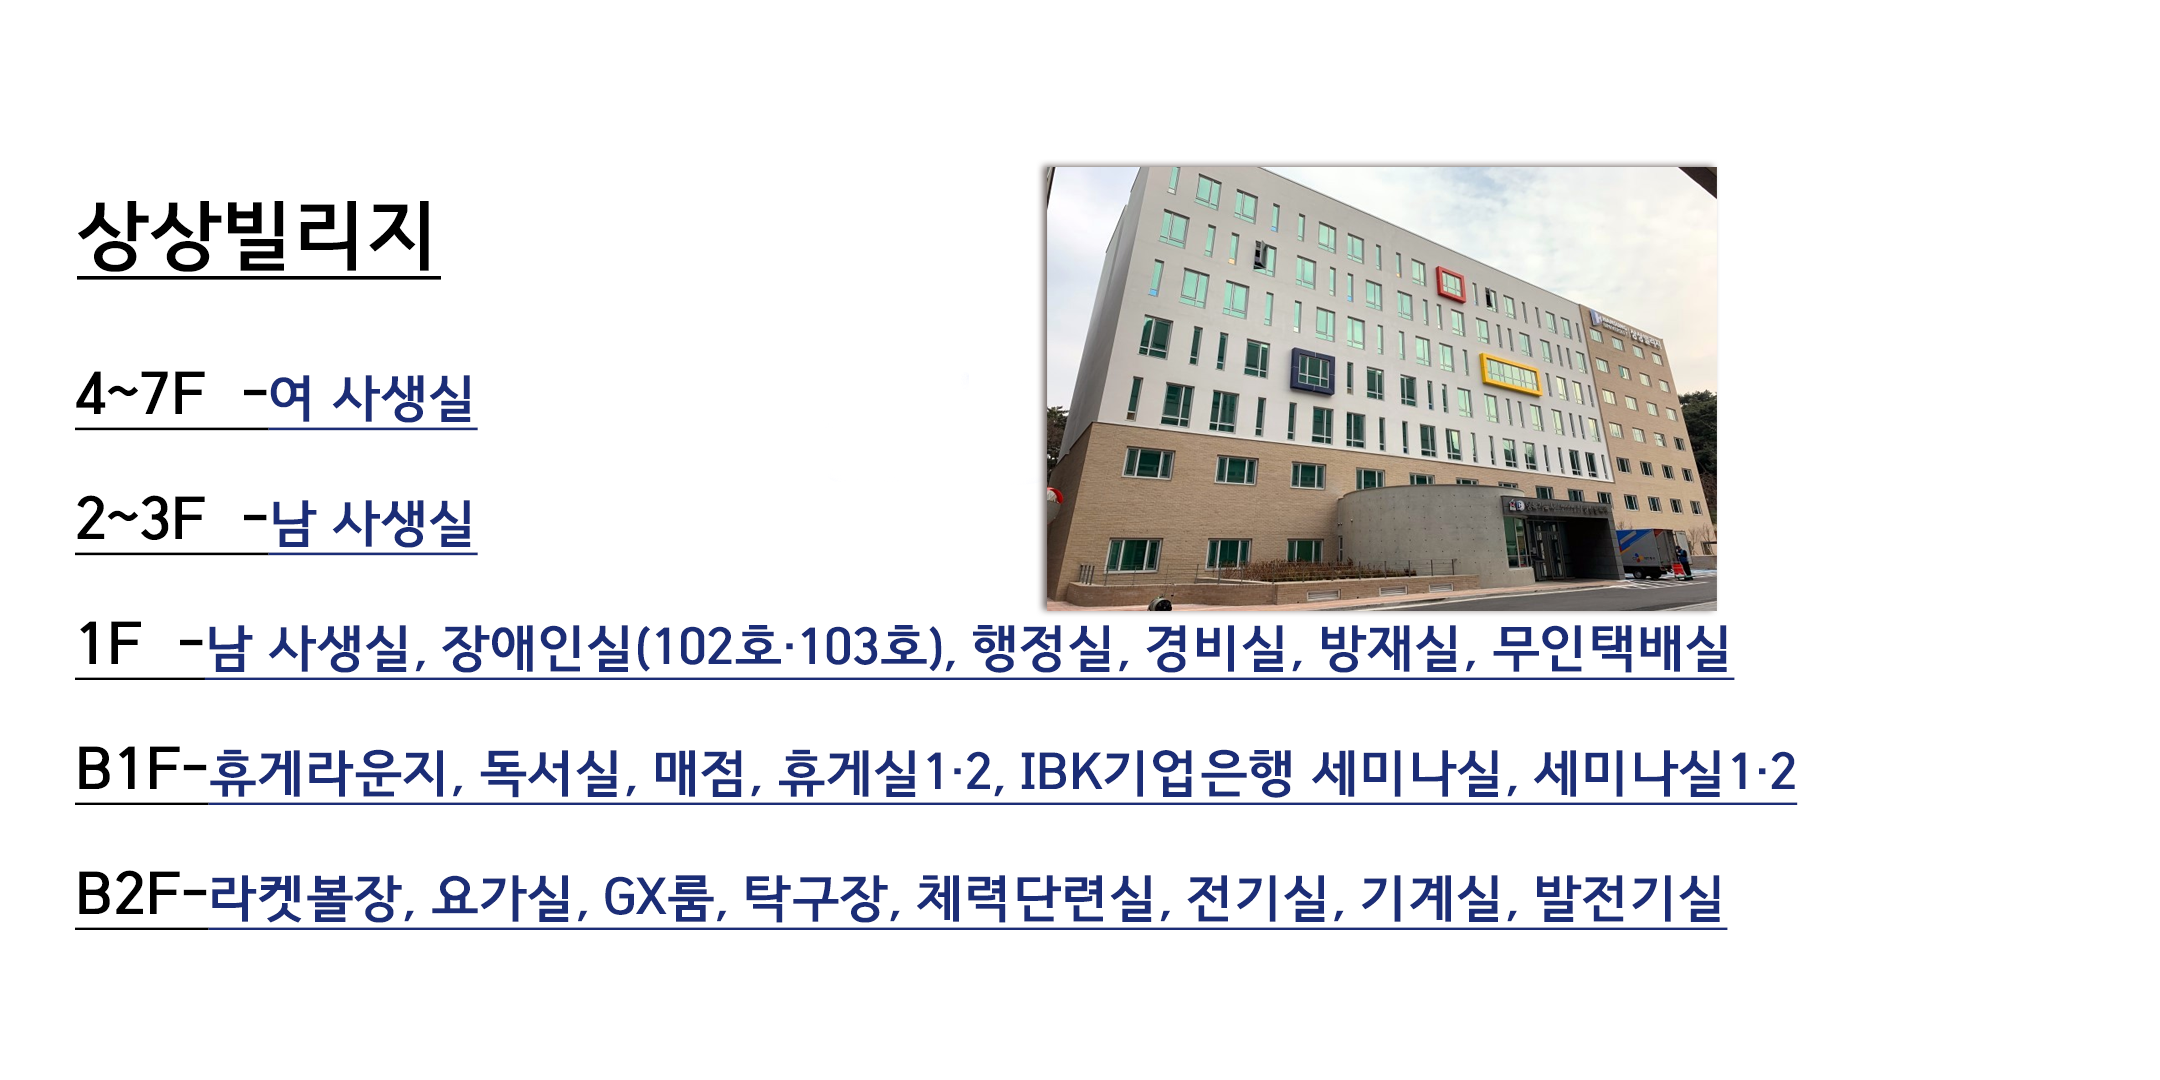 상상빌리지
4~7F -여 사생실
2~3F -남 사생실
1F -남 사생실, 장애인실(102호·103호), 행정실, 경비실, 방재실, 무인택배실
B1F-휴게라운지, 독서실, 매점, 휴게실1·2, IBK기업은행 세미나실, 세미나실1·2
B2F-라켓볼장, 요가실, GX룸, 탁구장, 체력단련실, 전기실, 기계실, 발전기실
상상빌리지